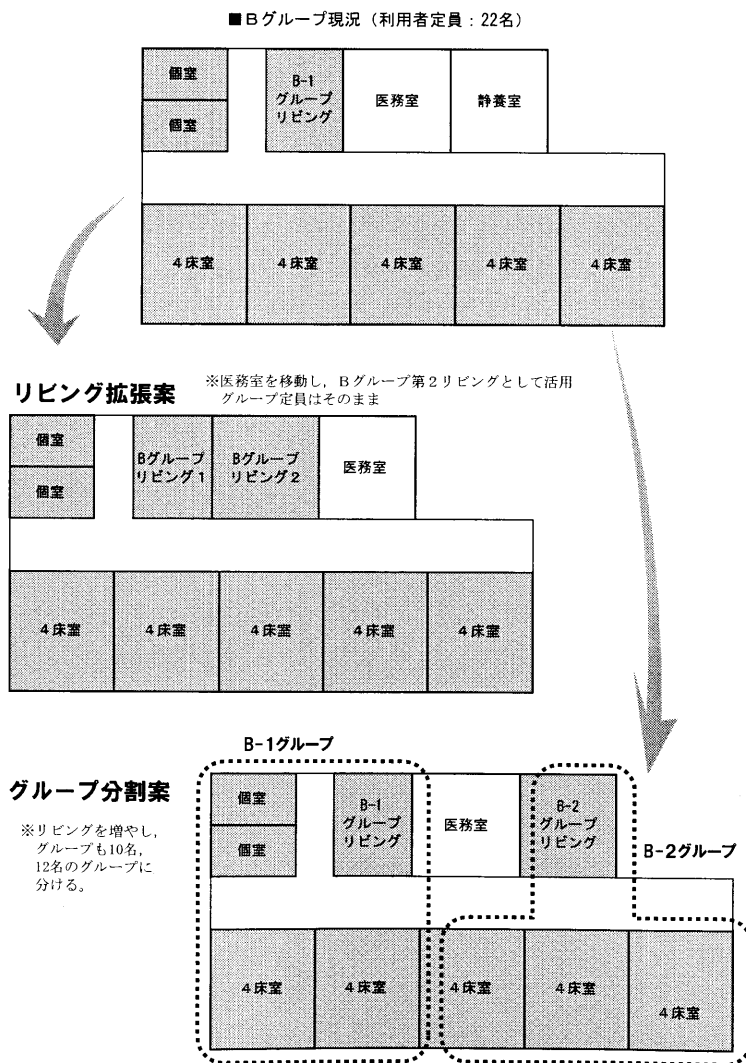 ■Bグループ現況（利用者定員：22名）
個室
個室
B-1
グループ
リビング
医務室
静養室
4床室
4床室
4床室
4床室
4床室
リビング拡張案
※医務室を移動し，Bグループ第2リビングとして活用
グループ定員はそのまま
個室
個室
Bグループ
リビング1
Bグループ
リビング2
医務室
4床室
4床室
4床室
4床室
4床室
グループ分割案
※リビングを増やし，
グループも10名，
12名のグループに
分ける。
B-1グループ
個室
個室
B-1
グループ
リビング
医務室
B-2
グループ
リビング
B-2グループ
4床室
4床室
4床室
4床室
4床室